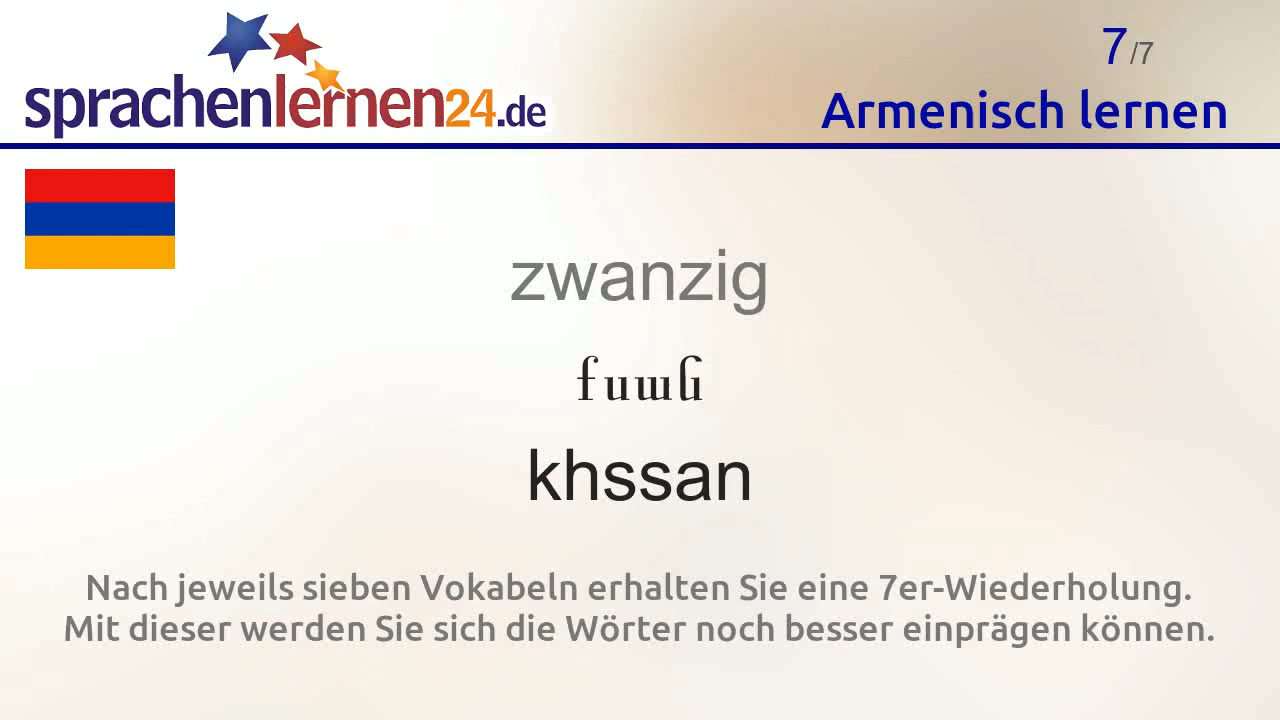 sprachenlernen24.de
7/7
Armenisch lernen
zwanzig
քսան
khssan
Nach jeweils sieben Vokabeln erhalten Sie eine 7er-Wiederholung.
Mit dieser werden Sie sich die Wörter noch besser einprägen können.